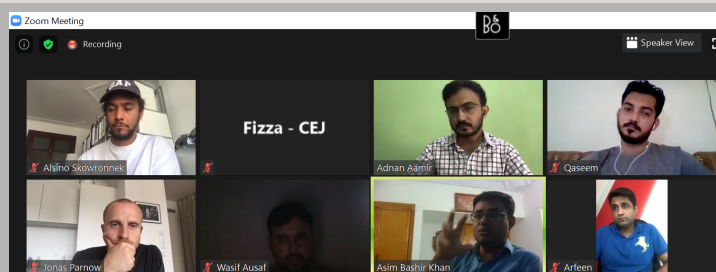 Zoom Meeting
B&O
Recording
Speaker View
Fizza - CEJ
Alsino Skowronnek
Adnan Aamir
Qaseem
Jonas Parnow
Wasif Ausaf
Asim Bashir Khan
Arfeen